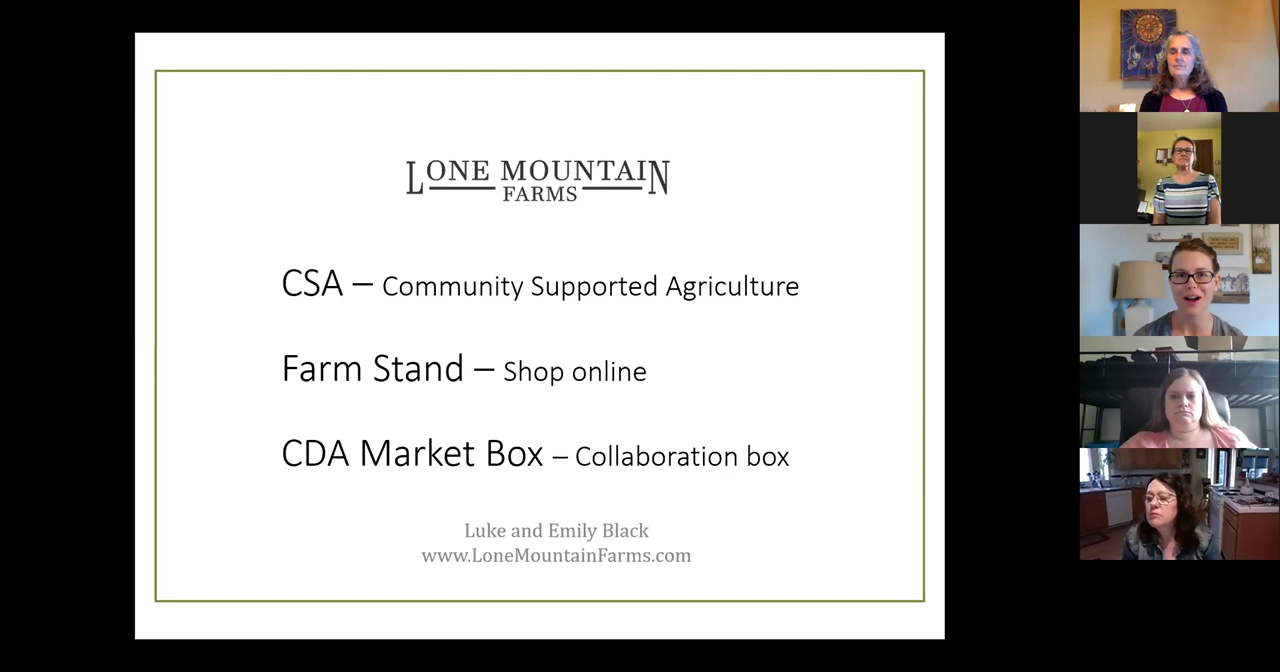 LONE MOUNTAIN
FARMS
CSA – Community Supported Agriculture
Farm Stand – Shop online
CDA Market Box – Collaboration box
Luke and Emily Black
www.LoneMountainFarms.com